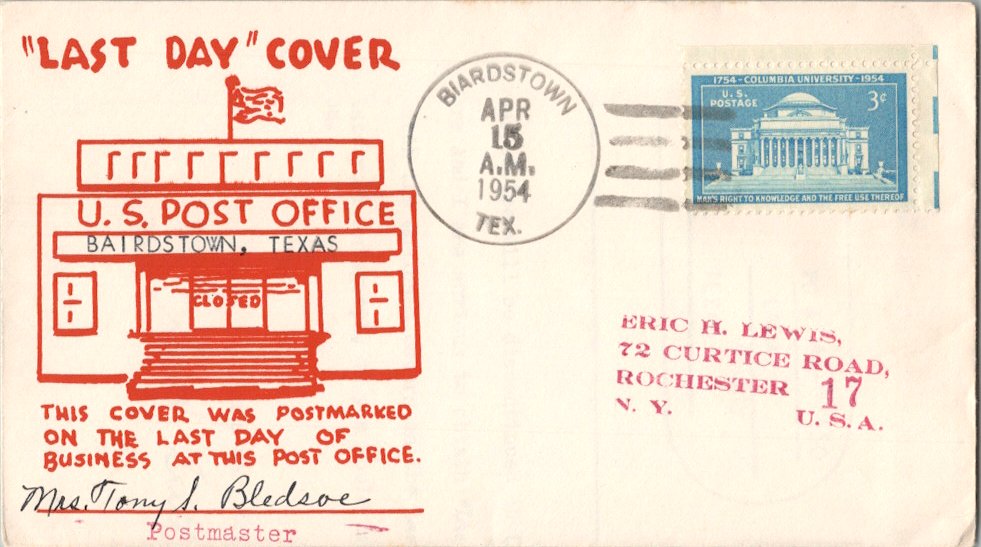 "LAST DAY" COVER
U.S. POST OFFICE
BAIRDSTOWN, TEXAS
CLOSED
THIS COVER WAS POSTMARKED
ON THE LAST DAY OF
BUSINESS AT THIS POST OFFICE.
Mrs. Tony S. Bledsoe
Postmaster
BIARDSTOWN
APR
15
A.M.
1954
TEX.
1754 - COLUMBIA UNIVERSITY - 1954
U.S.
POSTAGE
3¢
MAN'S RIGHT TO KNOWLEDGE AND THE FREE USE THEREOF
ERIC H. LEWIS,
72 CURTICE ROAD,
ROCHESTER 17
N. Y. U. S. A.